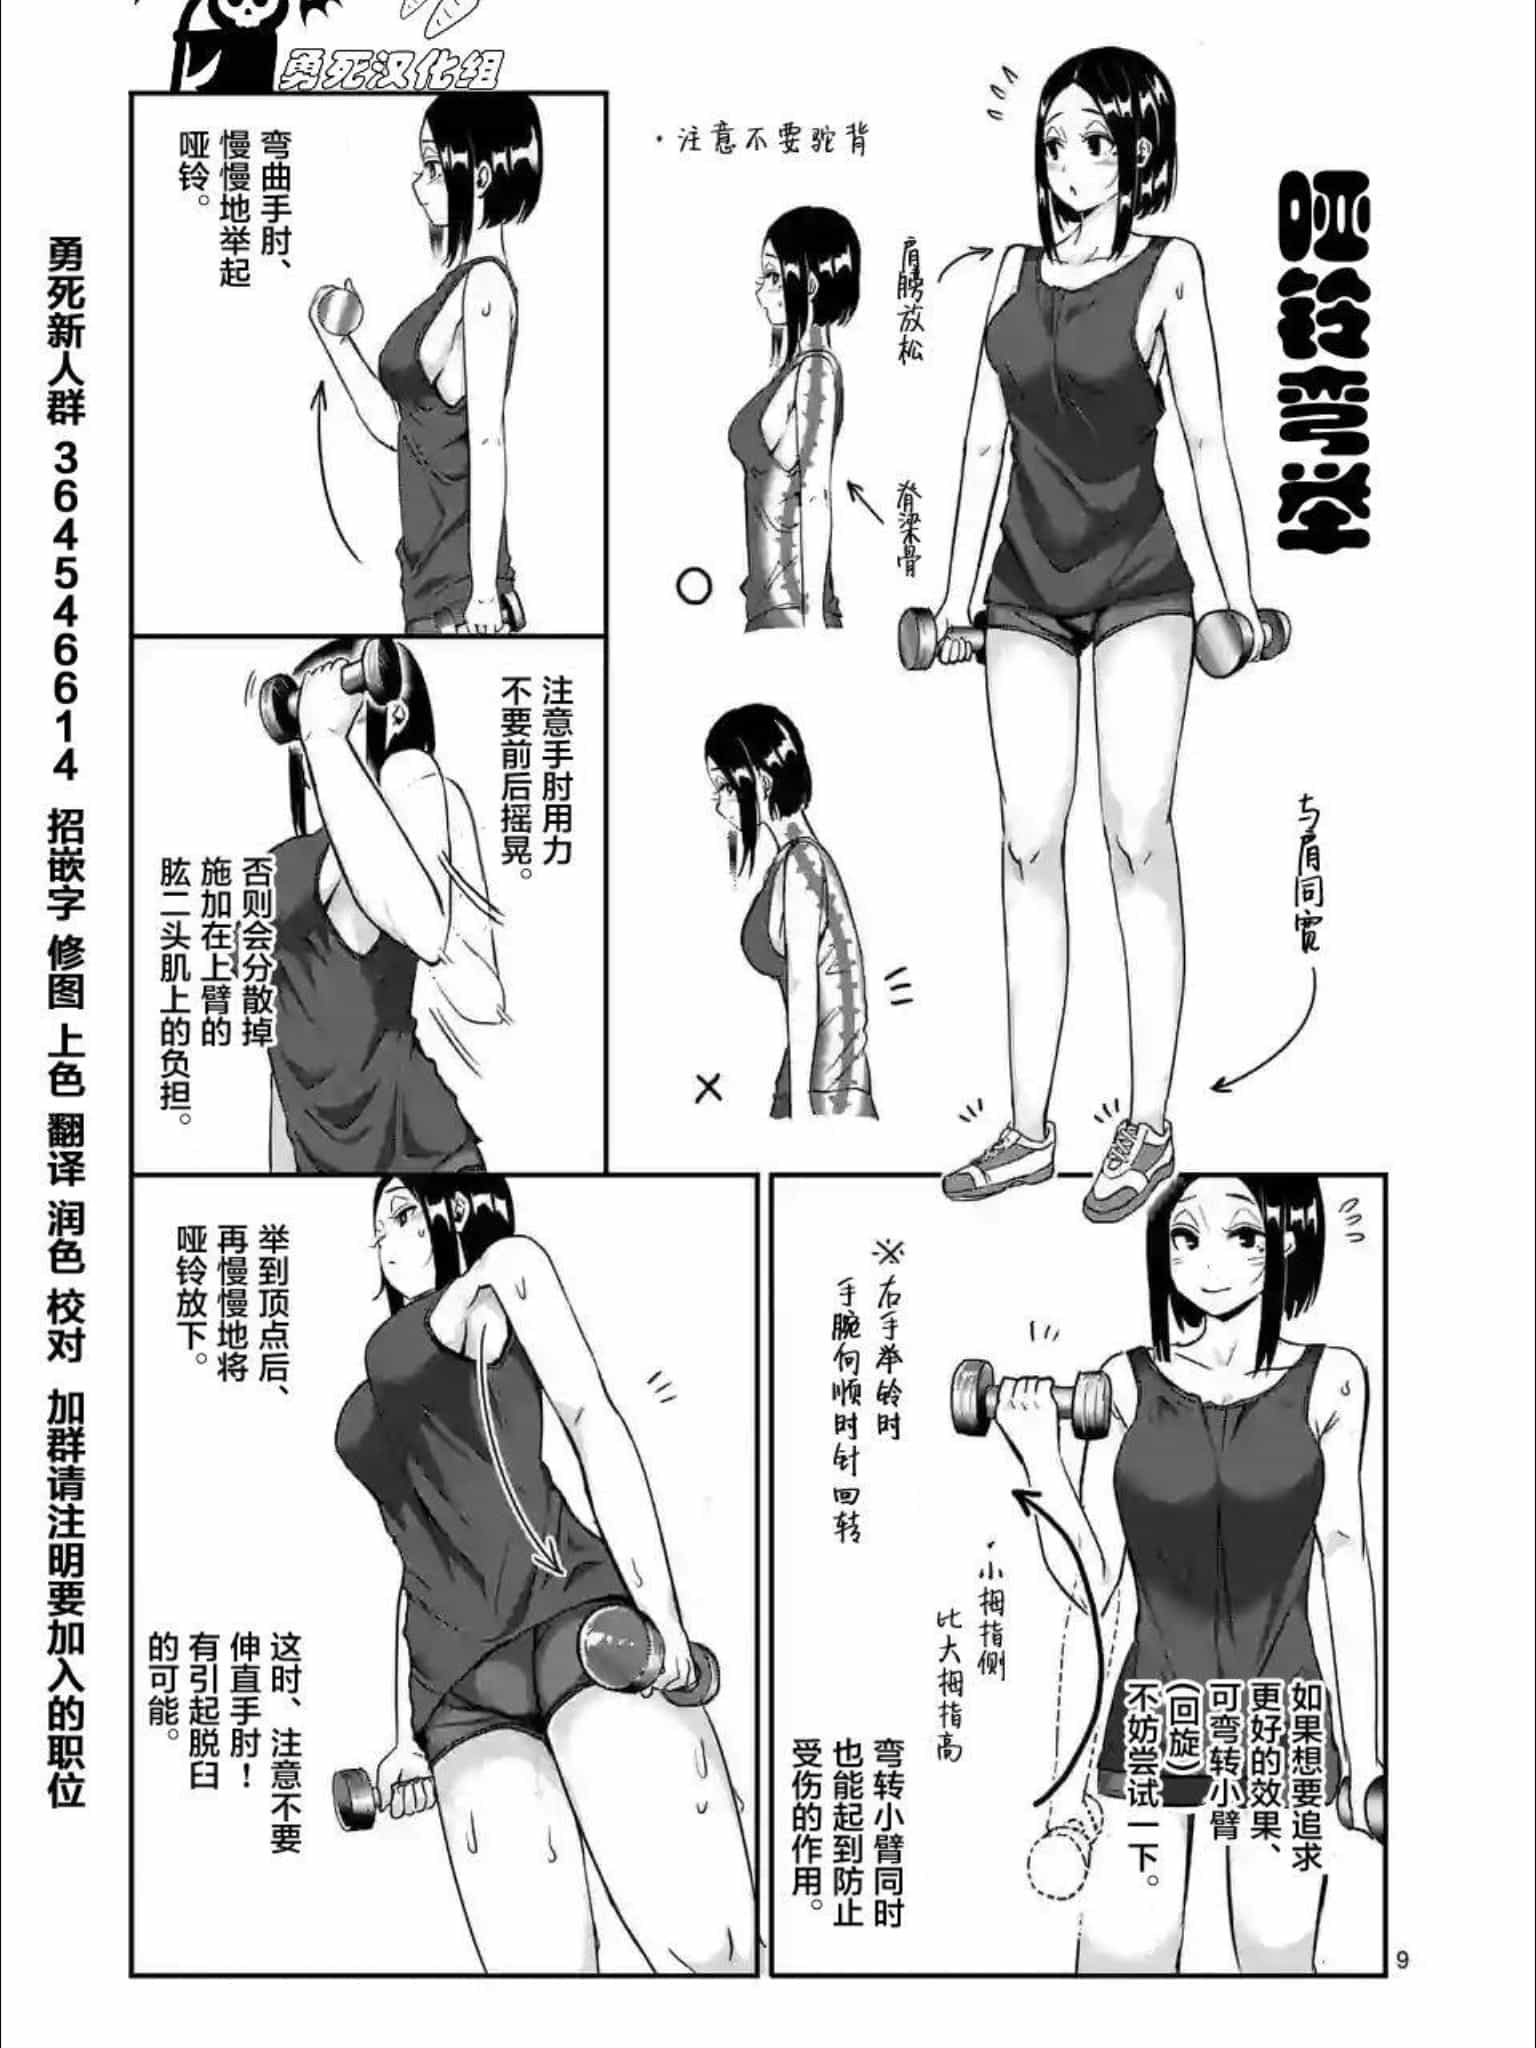 勇死汉化组
勇死新人群 364546614 招嵌字 修图 上色 翻译 润色 校对 加群请注明要加入的职位
哑铃弯举
肩膀放松
・注意不要驼背
脊梁骨
与肩同宽
弯曲手肘、
慢慢地举起
哑铃。
注意手肘用力
不要前后摇晃。
否则会分散掉
施加在上臂的
肱二头肌上的负担。
如果想要追求
更好的效果、
可弯转小臂
(回旋)
不妨尝试一下。
※右手举铃时
手腕向顺时针回转
・小拇指侧
比大拇指高
弯转小臂同时
也能起到防止
受伤的作用。
举到顶点后、
再慢慢地将
哑铃放下。
这时、注意不要
伸直手肘！
有引起脱臼
的可能。
9